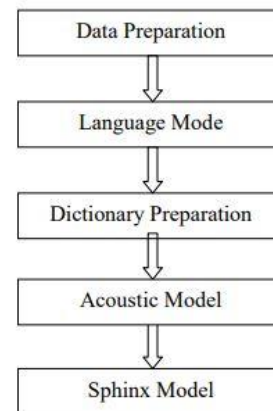 Data Preparation
Language Mode
Dictionary Preparation
Acoustic Model
Sphinx Model